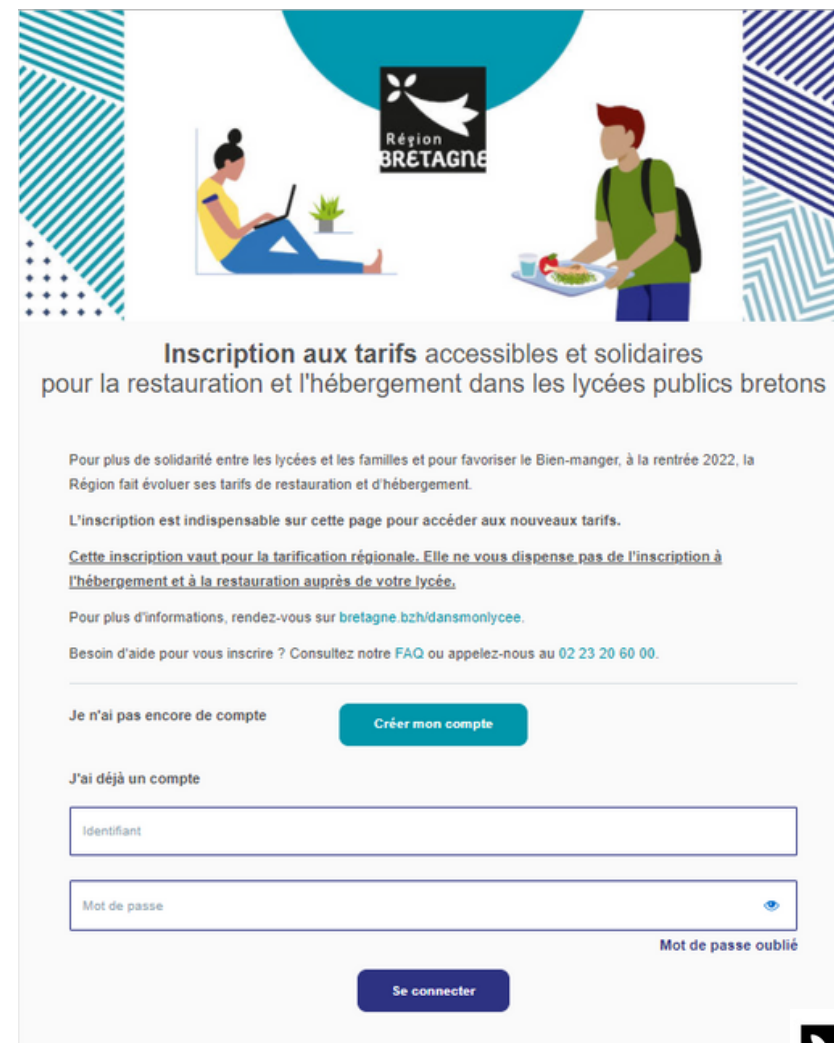 Région
BRETAGNE
Inscription aux tarifs accessibles et solidaires
pour la restauration et l'hébergement dans les lycées publics bretons
Pour plus de solidarité entre les lycées et les familles et pour favoriser le Bien-manger, à la rentrée 2022, la
Région fait évoluer ses tarifs de restauration et d'hébergement.
L'inscription est indispensable sur cette page pour accéder aux nouveaux tarifs.
Cette inscription vaut pour la tarification régionale. Elle ne vous dispense pas de l'inscription à
l'hébergement et à la restauration auprès de votre lycée.
Pour plus d'informations, rendez-vous sur bretagne.bzh/dansmonlycee.
Besoin d'aide pour vous inscrire ? Consultez notre FAQ ou appelez-nous au 02 23 20 60 00.
Je n'ai pas encore de compte
Créer mon compte
J'ai déjà un compte
Identifiant
Mot de passe
Mot de passe oublié
Se connecter